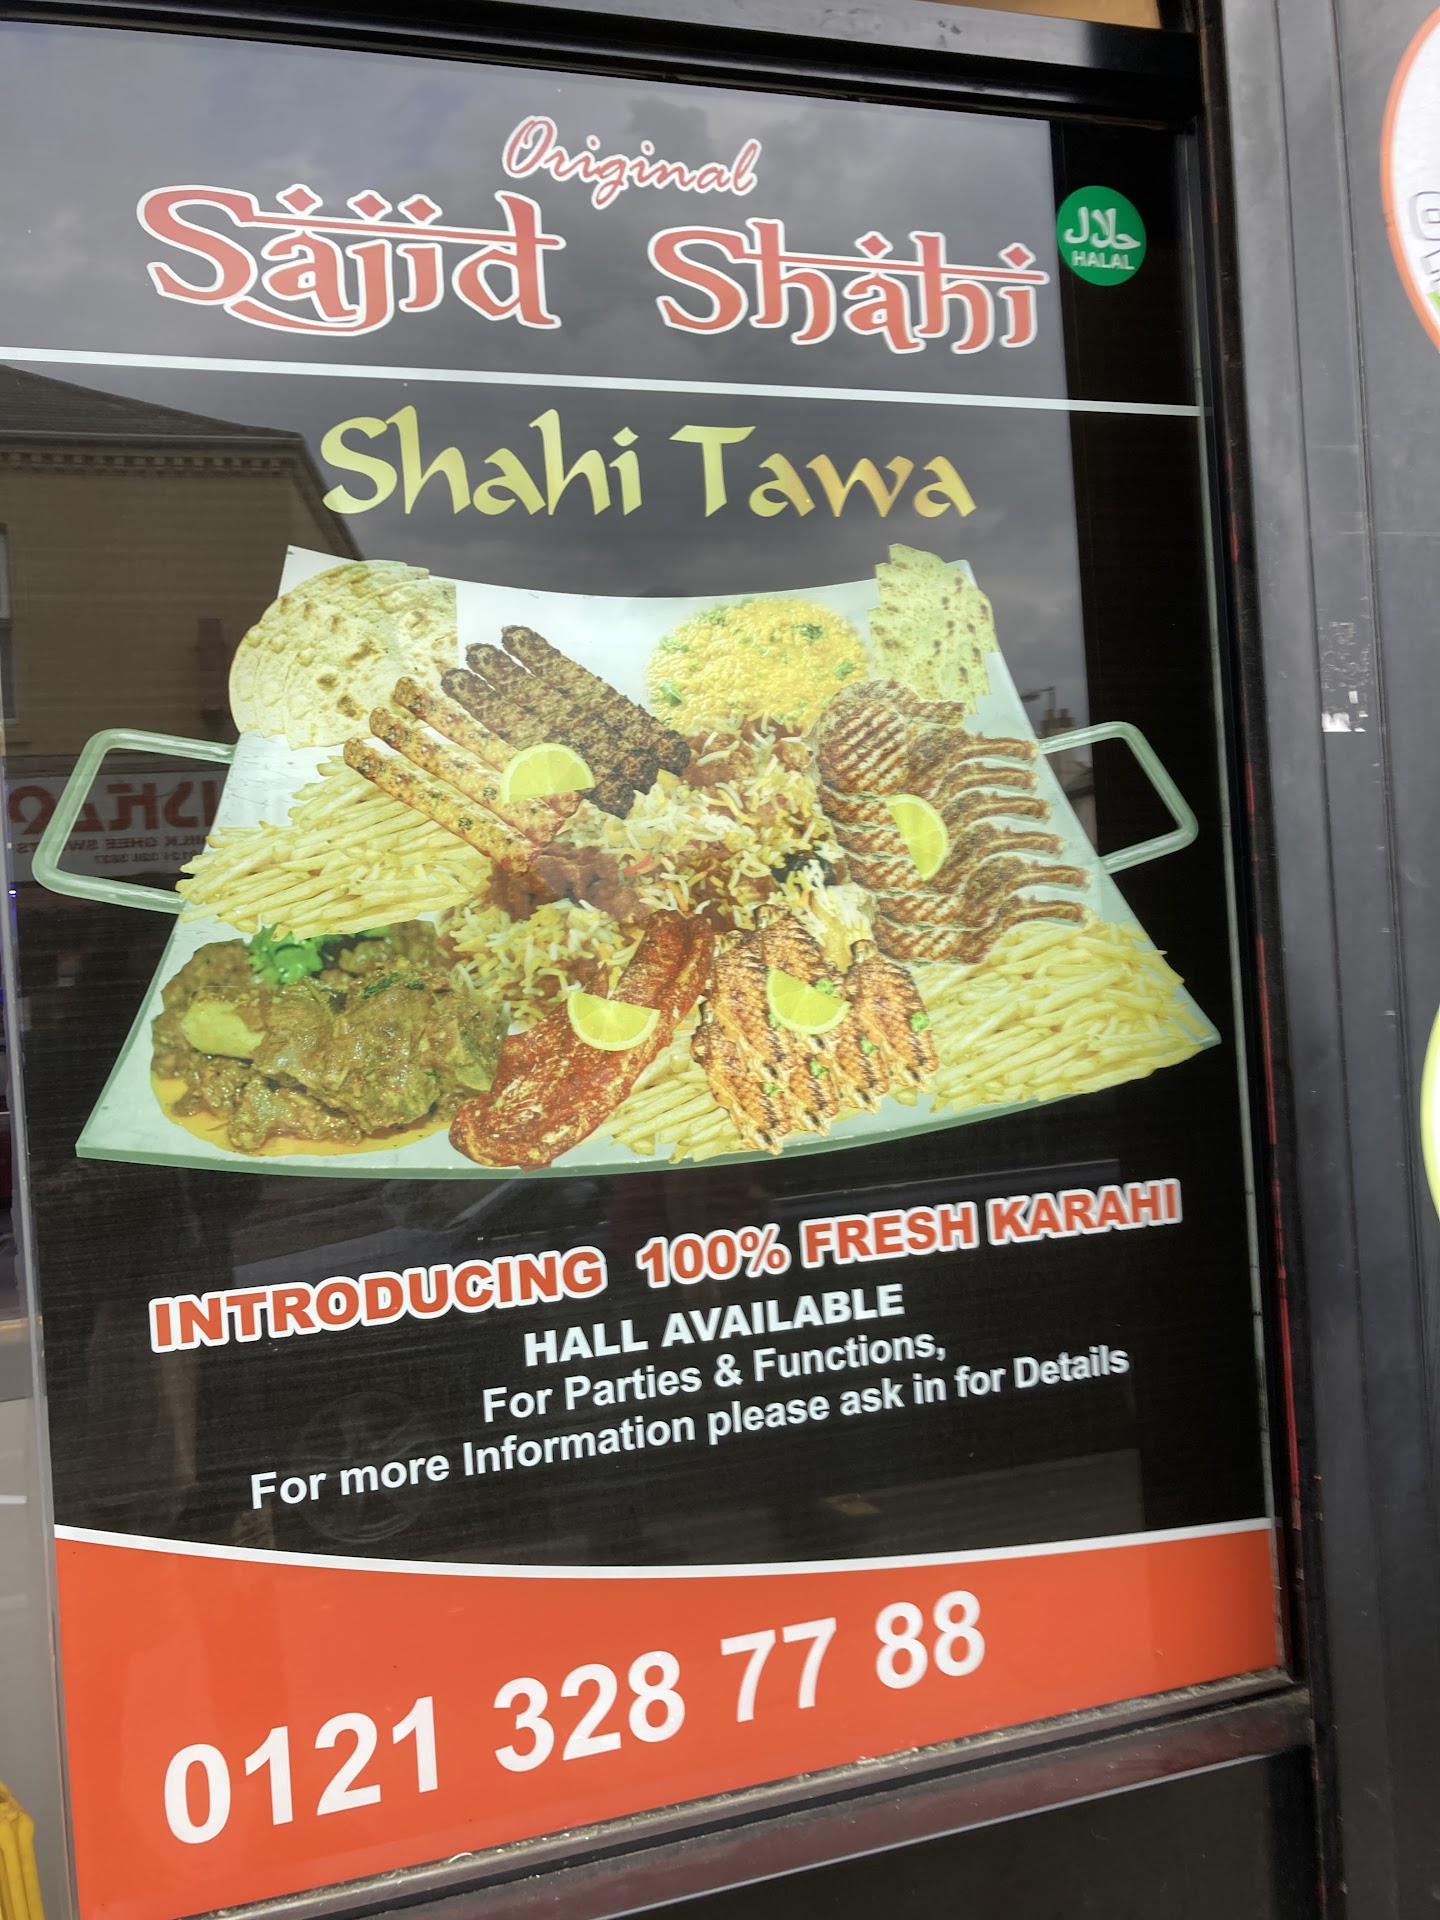 Original
Sajid Shahi
حلال
HALAL
Shahi Tawa
INTRODUCING 100% FRESH KARAHI
HALL AVAILABLE
For Parties & Functions,
For more Information please ask in for Details
0121 328 77 88